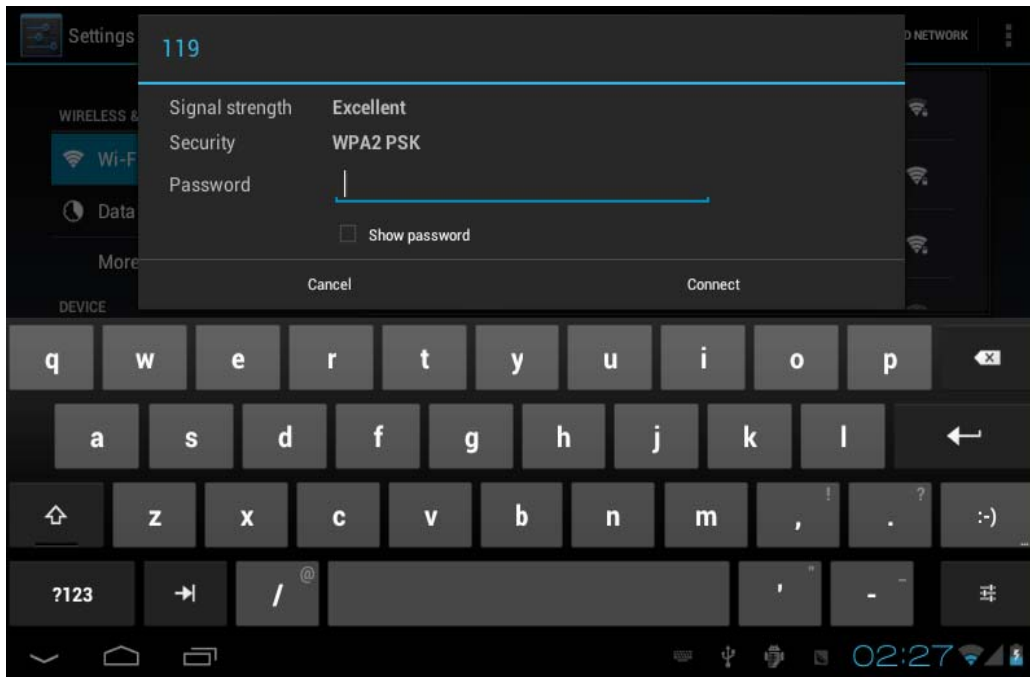 Settings
119
D NETWORK
Signal strength Excellent
WIRELESS &
Security WPA2 PSK
Wi-F
Password
Data
Show password
More
Cancel Connect
DEVICE
q w e r t y u i o p
a s d f g h j k l
! ?
z x c v b n m , . :-)
@ " _
?123 / ' -
02:27